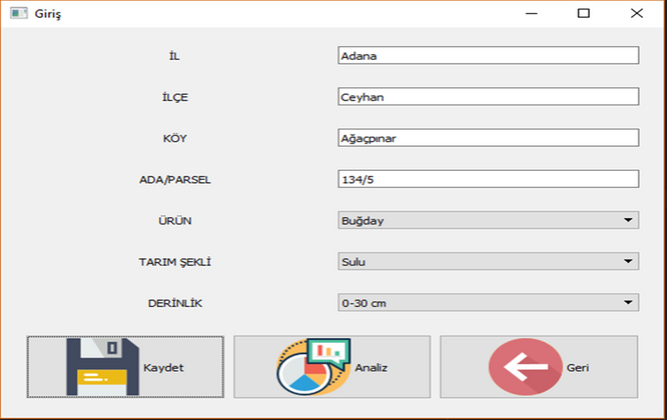 Giriş
İL Adana
İLÇE Ceyhan
KÖY Ağaçpınar
ADA/PARSEL 134/5
ÜRÜN Buğday
TARIM ŞEKLİ Sulu
DERİNLİK 0-30 cm
Kaydet Analiz Geri